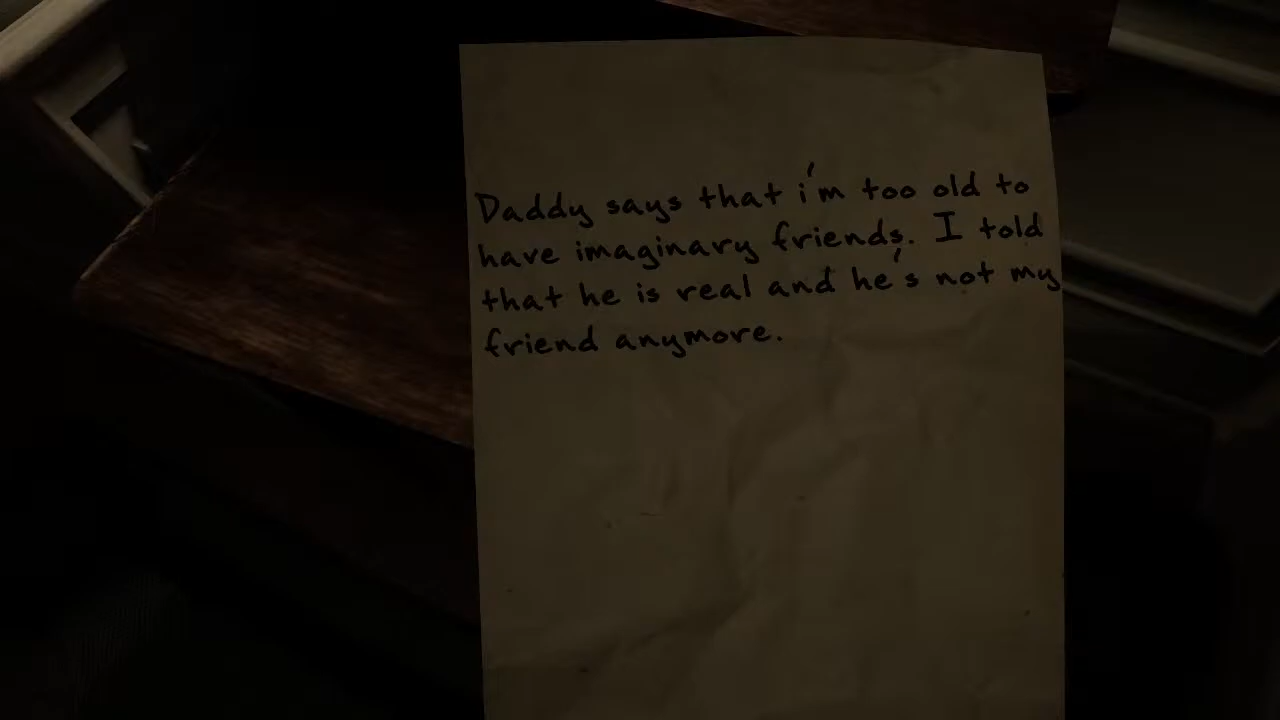 Daddy says that i'm too old to
have imaginary friends. I told
that he is real and he's not my
friend anymore.